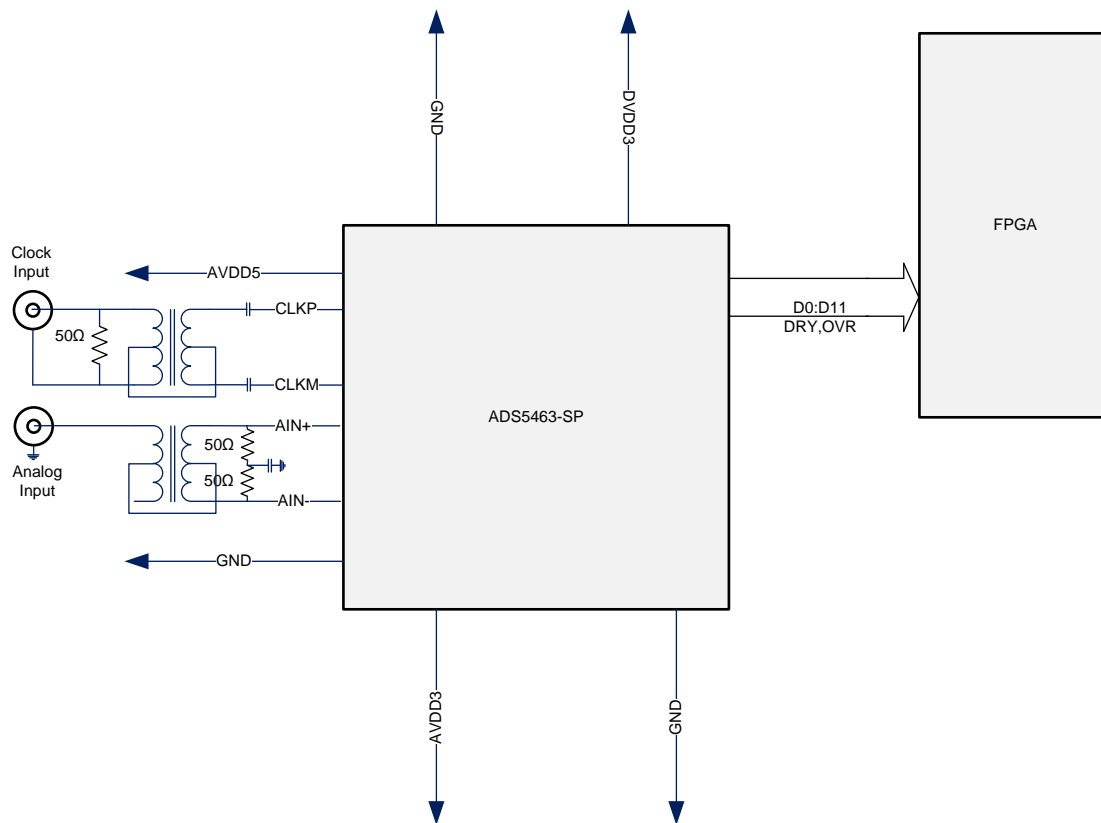 GND
DVDD3
FPGA
Clock
Input
AVDD5
CLKP
50Ω
CLKM
D0:D11
DRY,OVR
ADS5463-SP
AIN+
50Ω
50Ω
AIN-
Analog
Input
GND
AVDD3
GND